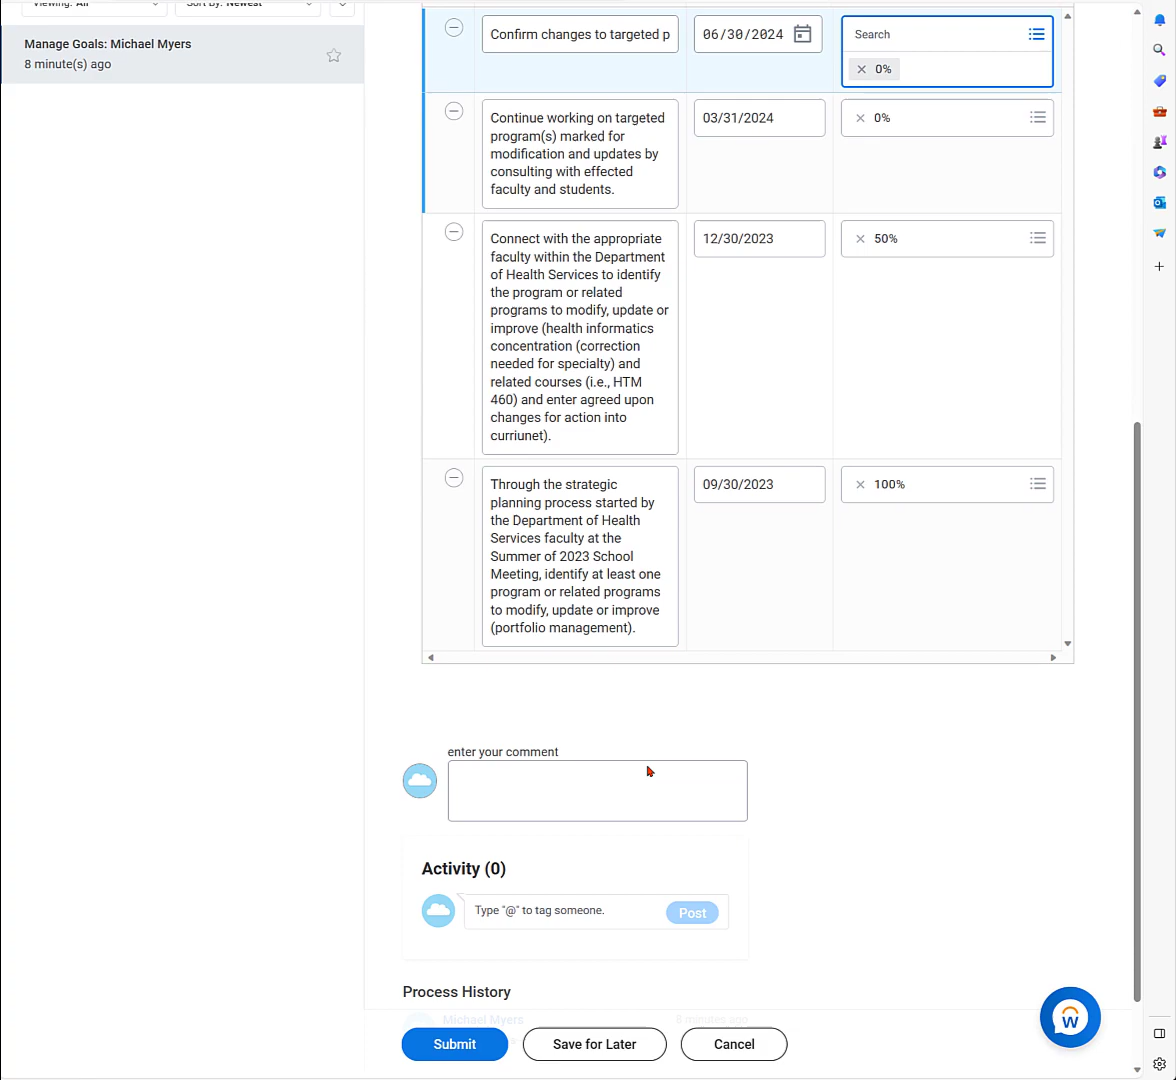 Viewing: All
Sort By: Newest
Manage Goals: Michael Myers
8 minute(s) ago
Confirm changes to targeted p
06/30/2024
Search
0%
Continue working on targeted
program(s) marked for
modification and updates by
consulting with effected
faculty and students.
03/31/2024
0%
Connect with the appropriate
faculty within the Department
of Health Services to identify
the program or related
programs to modify, update or
improve (health informatics
concentration (correction
needed for specialty) and
related courses (i.e., HTM
460) and enter agreed upon
changes for action into
curriunet).
12/30/2023
50%
Through the strategic
planning process started by
the Department of Health
Services faculty at the
Summer of 2023 School
Meeting, identify at least one
program or related programs
to modify, update or improve
(portfolio management).
09/30/2023
100%
enter your comment
Activity (0)
Type "@" to tag someone.
Post
Process History
Michael Myers
8 minutes ago
Submit
Save for Later
Cancel
W